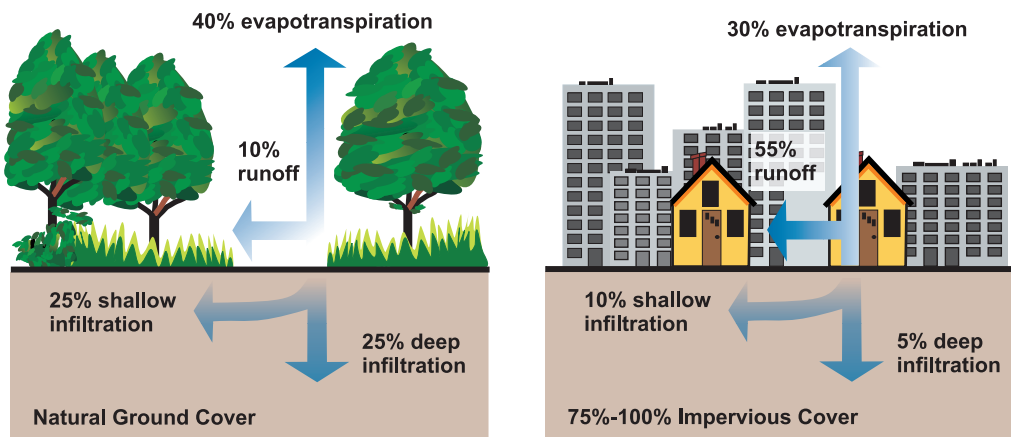 40% evapotranspiration
10%
runoff
25% shallow
infiltration
25% deep
infiltration
Natural Ground Cover
30% evapotranspiration
55%
runoff
10% shallow
infiltration
5% deep
infiltration
75%-100% Impervious Cover